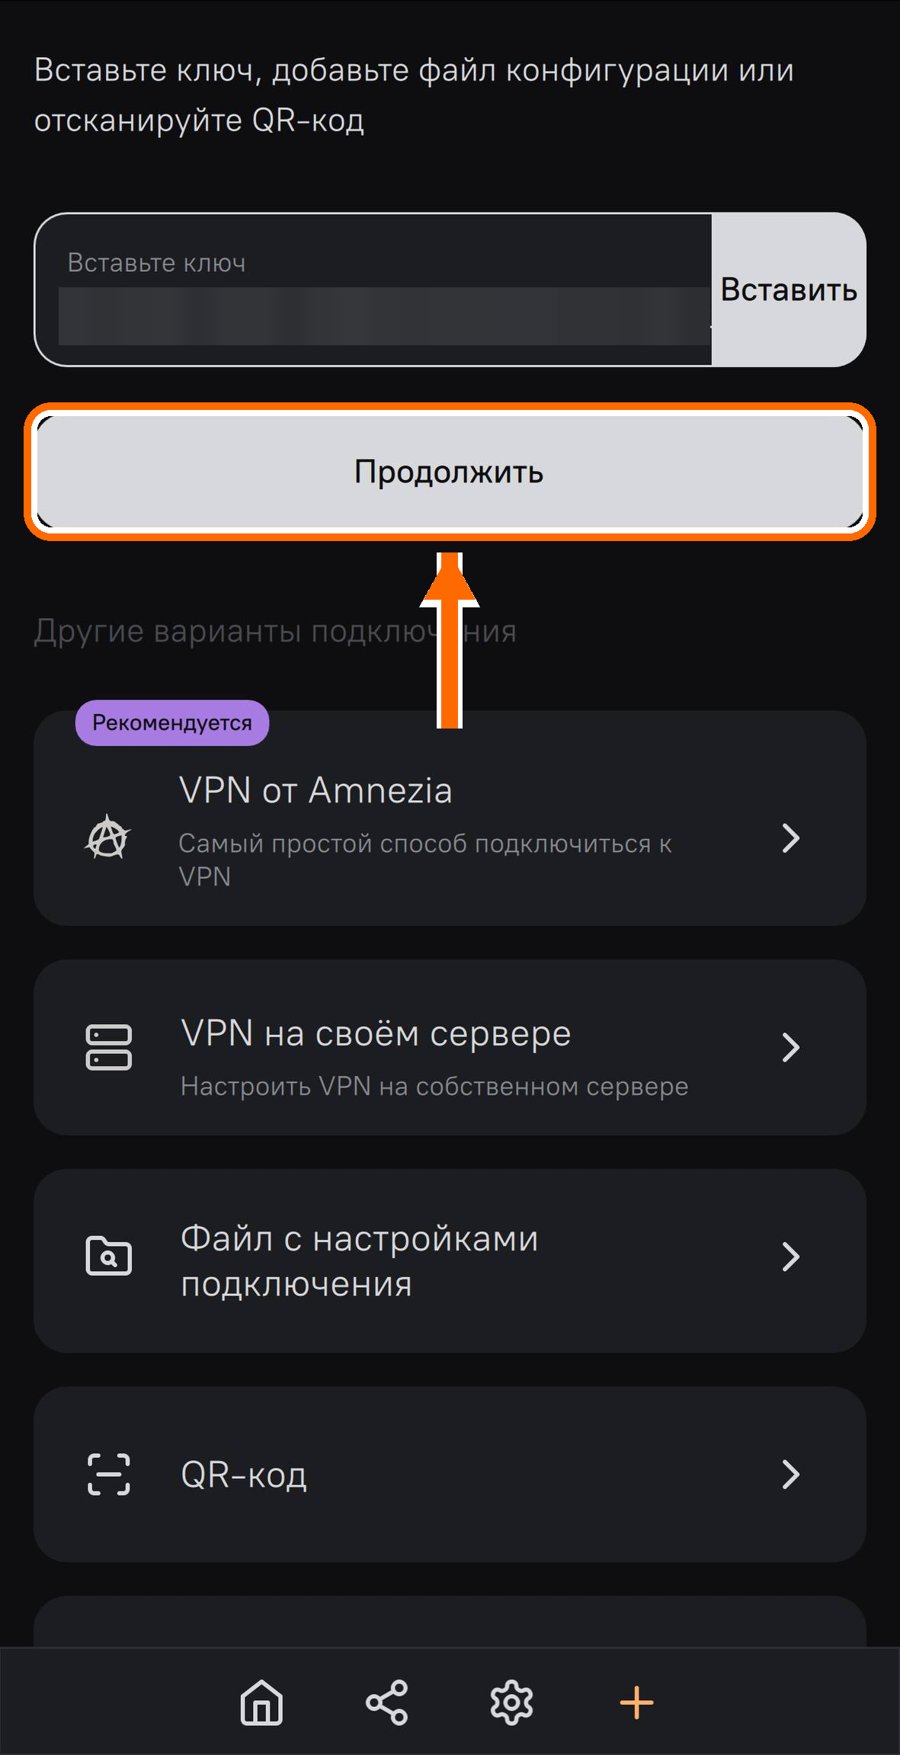 Вставьте ключ, добавьте файл конфигурации или
отсканируйте QR-код
Вставьте ключ
Вставить
Продолжить
Другие варианты подключения
Рекомендуется
VPN от Amnezia
Самый простой способ подключиться к
VPN
VPN на своём сервере
Настроить VPN на собственном сервере
Файл с настройками
подключения
QR-код